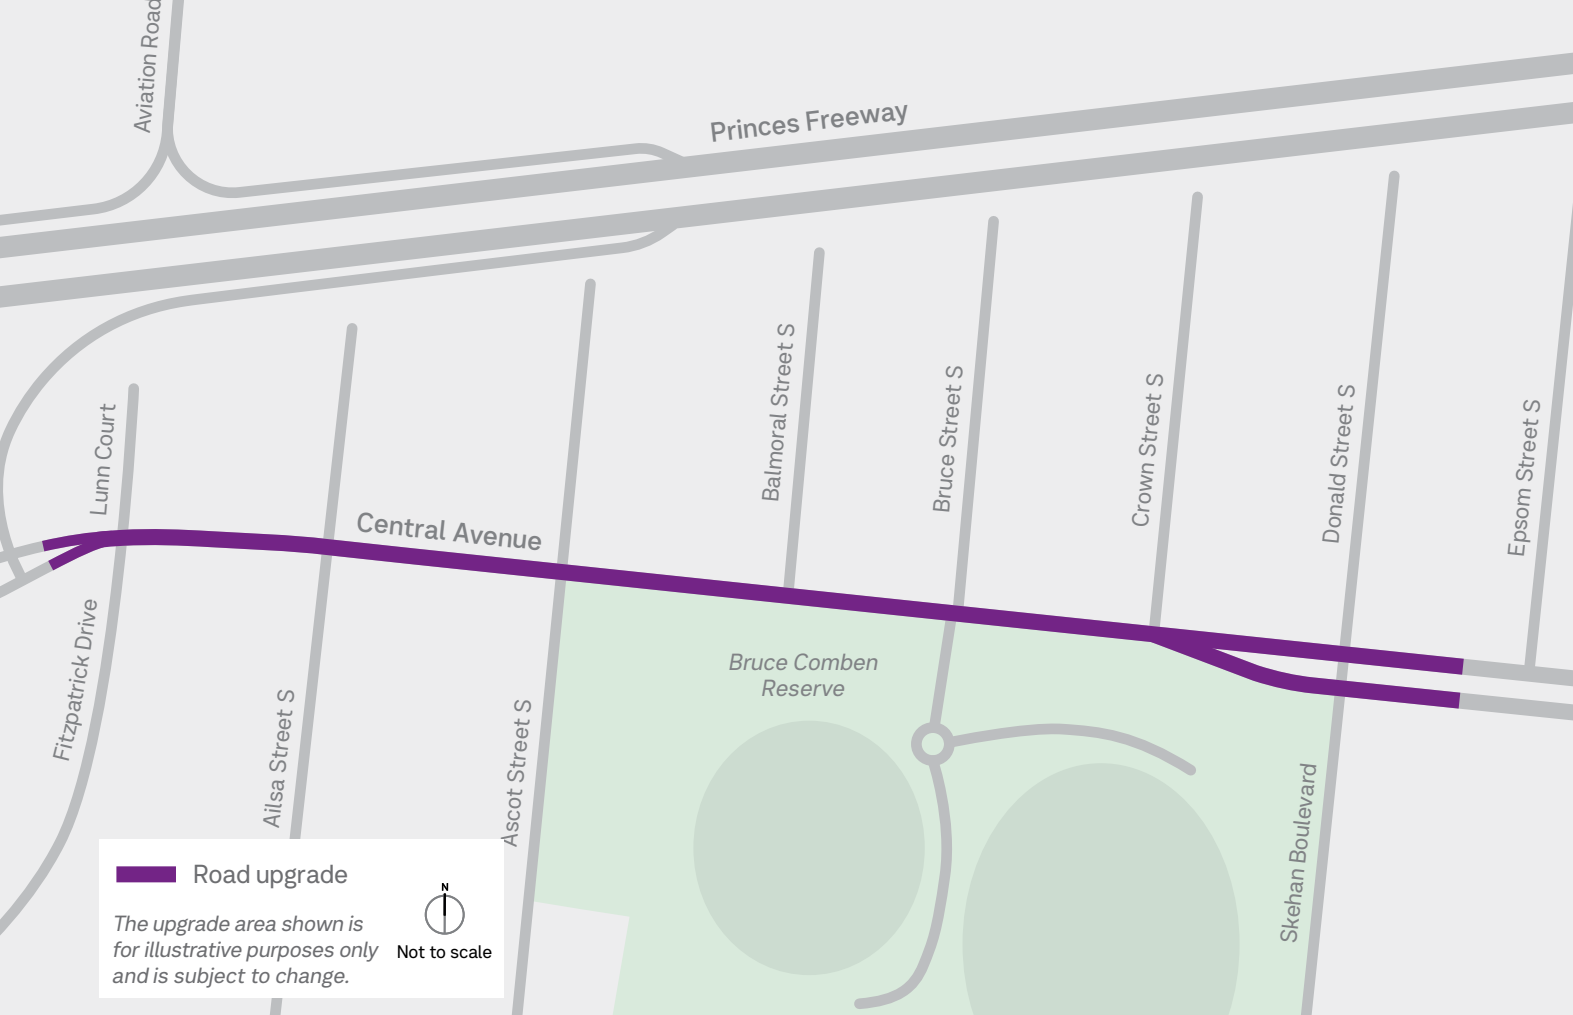 Aviation Road
Princes Freeway
Lunn Court
Balmoral Street S
Bruce Street S
Crown Street S
Donald Street S
Epsom Street S
Central Avenue
Fitzpatrick Drive
Ailsa Street S
Ascot Street S
Bruce Comben
Reserve
Skehan Boulevard
Road upgrade
The upgrade area shown is
for illustrative purposes only
and is subject to change.
N
Not to scale